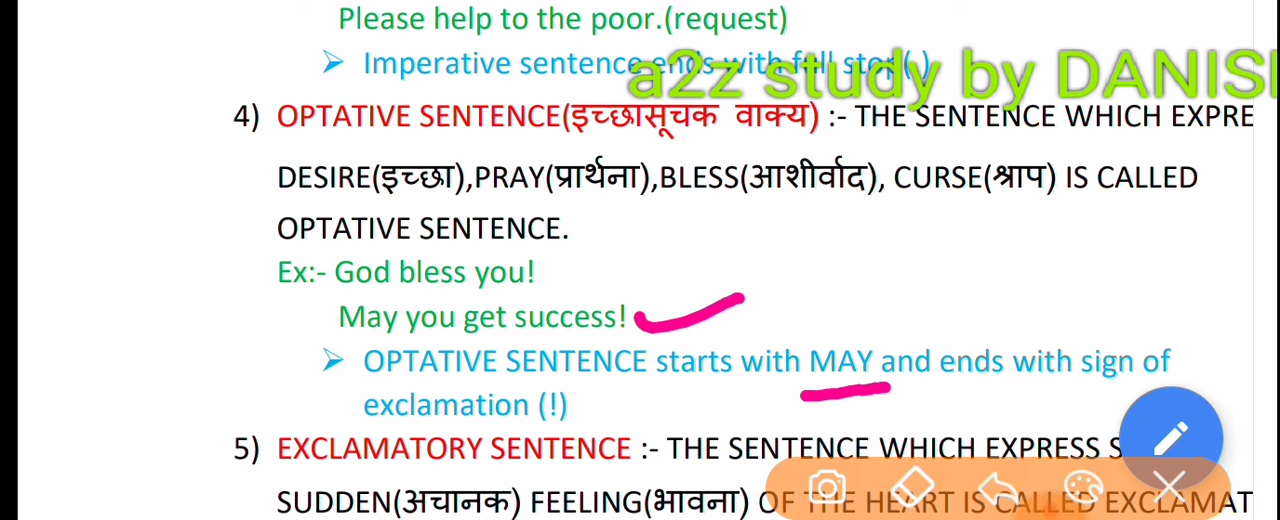 Please help to the poor.(request)
➢ Imperative sentence ends with full stop(.)
a2z study by DANISH
4) OPTATIVE SENTENCE(इच्छासूचक वाक्य) :- THE SENTENCE WHICH EXPRE
DESIRE(इच्छा),PRAY(प्रार्थना),BLESS(आशीर्वाद), CURSE(श्राप) IS CALLED
OPTATIVE SENTENCE.
Ex:- God bless you!
May you get success!
➢ OPTATIVE SENTENCE starts with MAY and ends with sign of
exclamation (!)
5) EXCLAMATORY SENTENCE :- THE SENTENCE WHICH EXPRESS S
SUDDEN(अचानक) FEELING(भावना) OF THE HEART IS CALLED EXCLAMAT